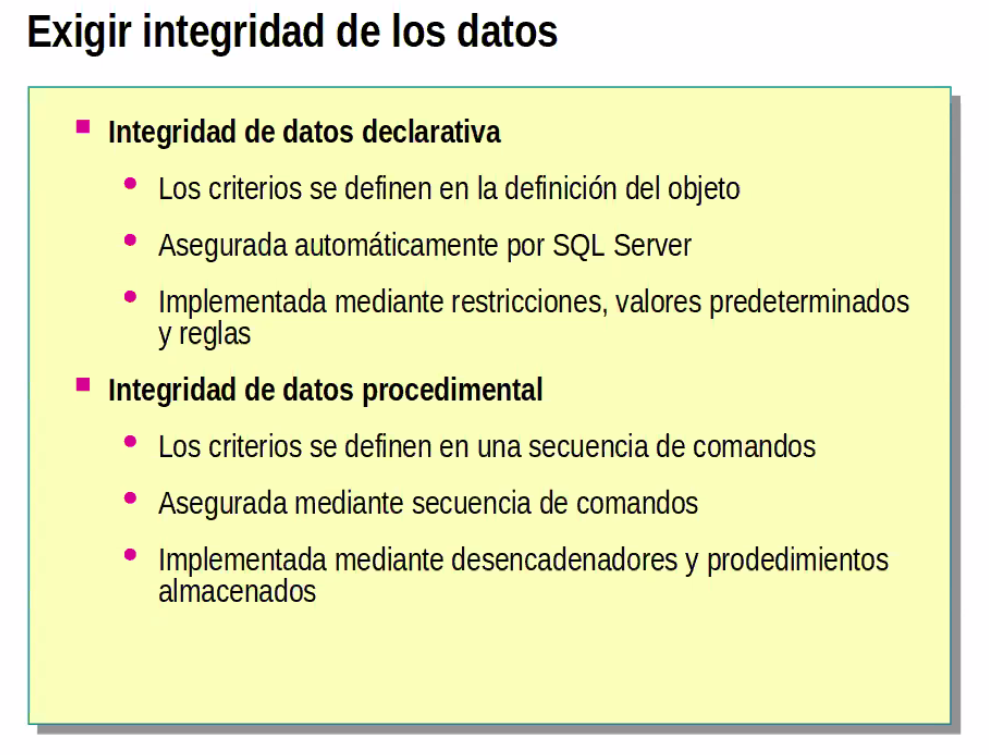 Exigir integridad de los datos
Integridad de datos declarativa
Los criterios se definen en la definición del objeto
Asegurada automáticamente por SQL Server
Implementada mediante restricciones, valores predeterminados
y reglas
Integridad de datos procedimental
Los criterios se definen en una secuencia de comandos
Asegurada mediante secuencia de comandos
Implementada mediante desencadenadores y prodedimientos
almacenados